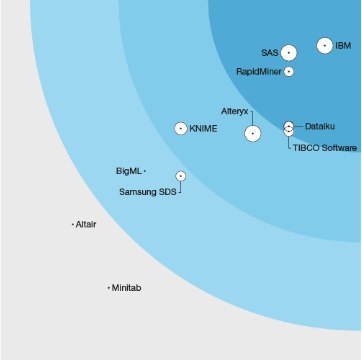 IBM
SAS
RapidMiner
Alteryx
Dataiku
KNIME
TIBCO Software
BigML
Samsung SDS
Altair
Minitab